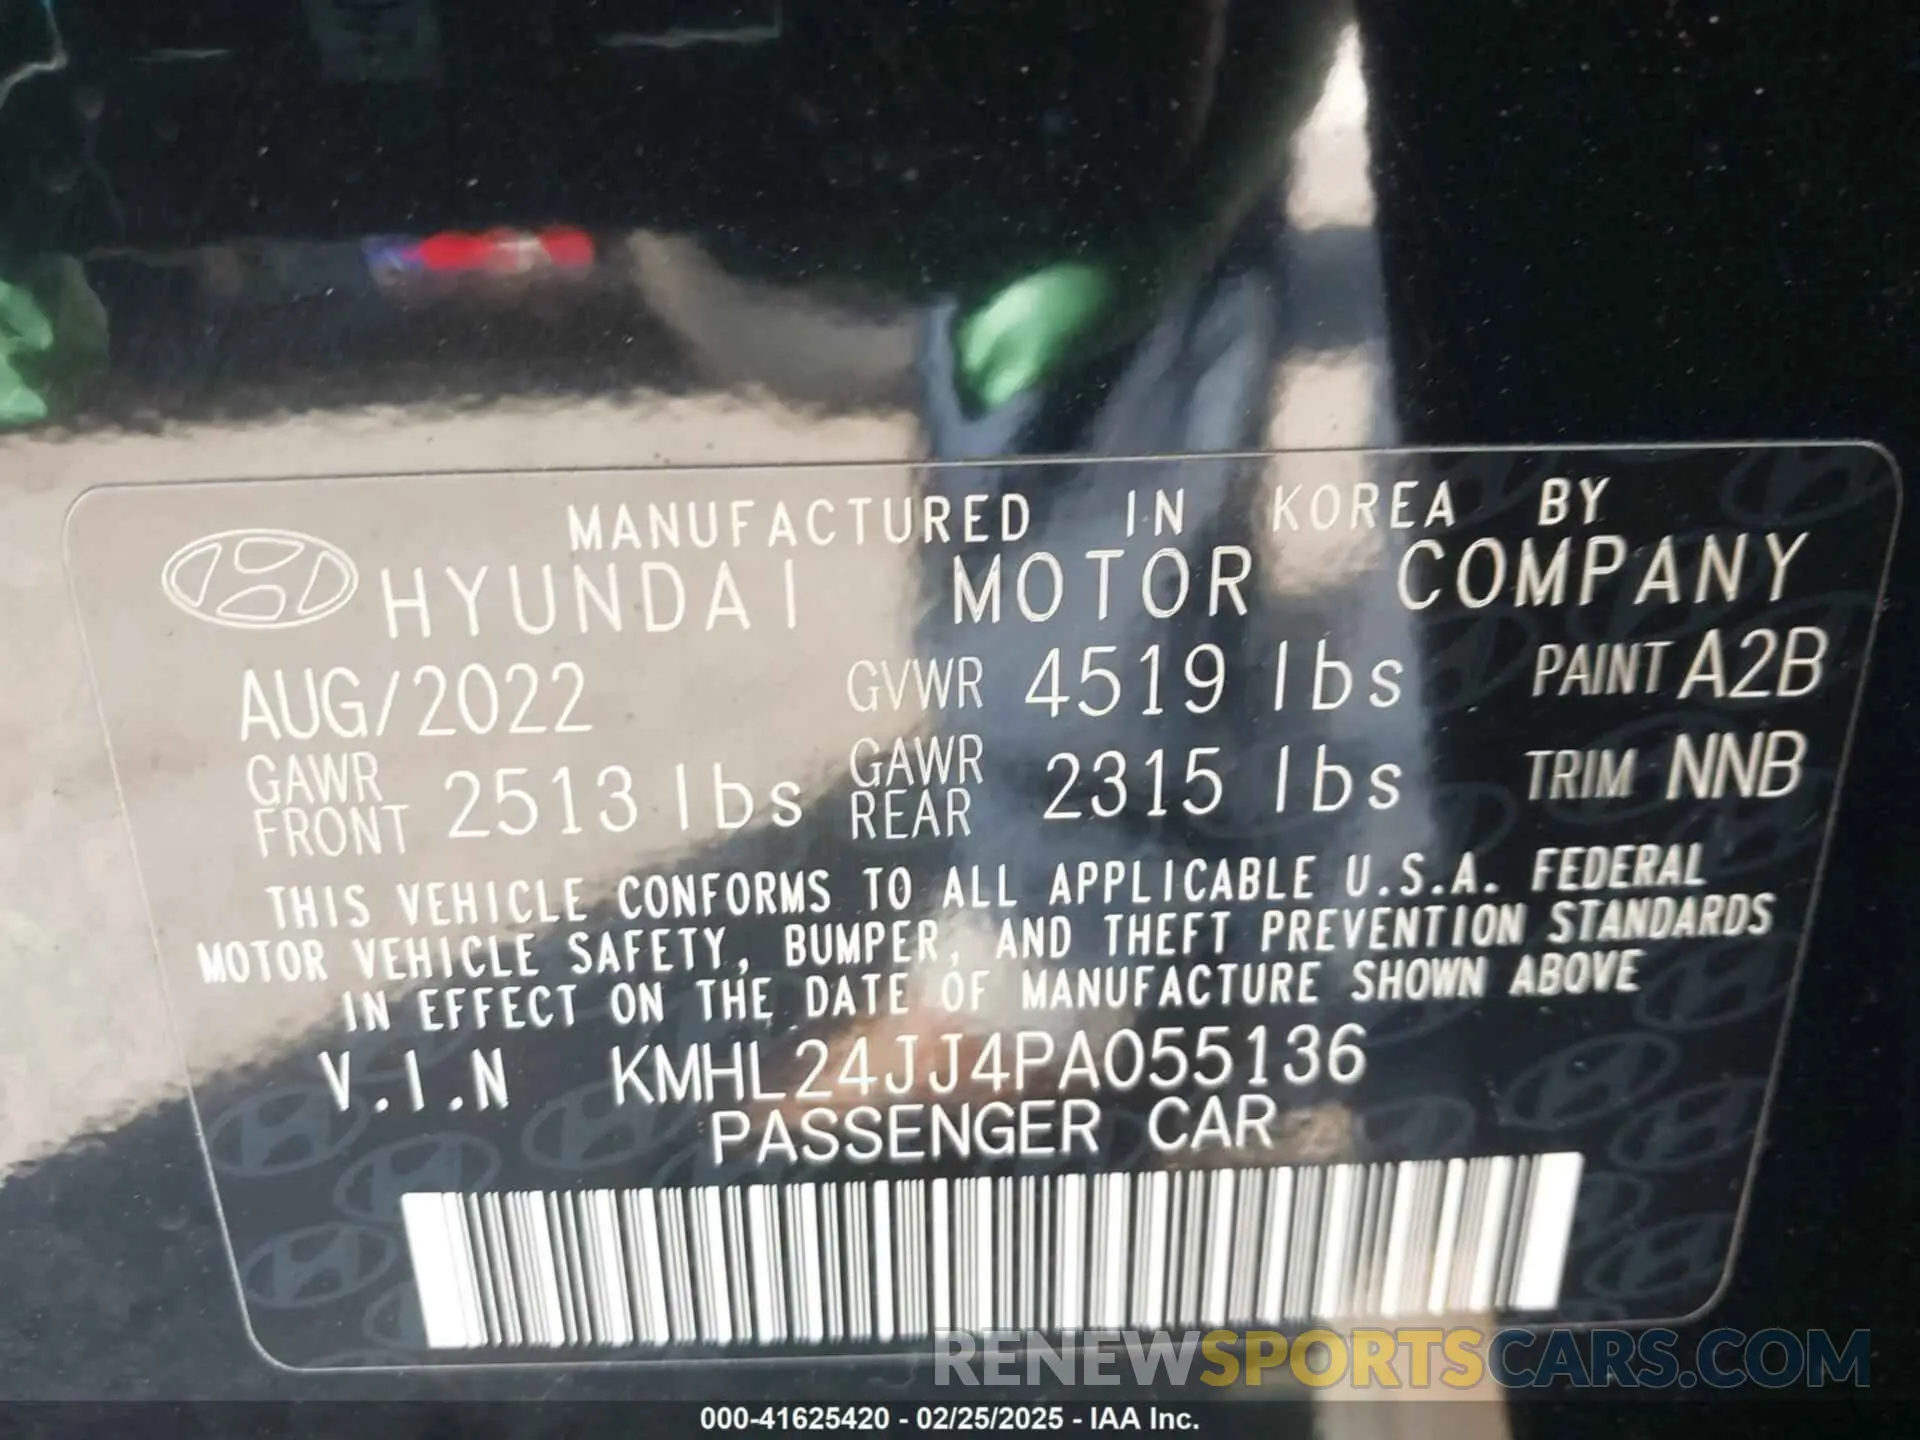 MANUFACTURED IN KOREA BY
HYUNDAI MOTOR COMPANY
AUG/2022 GVWR 4519 lbs PAINT A2B
GAWR FRONT 2513 lbs GAWR REAR 2315 lbs TRIM NNB
THIS VEHICLE CONFORMS TO ALL APPLICABLE U.S.A. FEDERAL
MOTOR VEHICLE SAFETY, BUMPER, AND THEFT PREVENTION STANDARDS
IN EFFECT ON THE DATE OF MANUFACTURE SHOWN ABOVE
V.I.N KMHL24JJ4PA055136
PASSENGER CAR
RENEWSPORTSCARS.COM
000-41625420 - 02/25/2025 - IAA Inc.